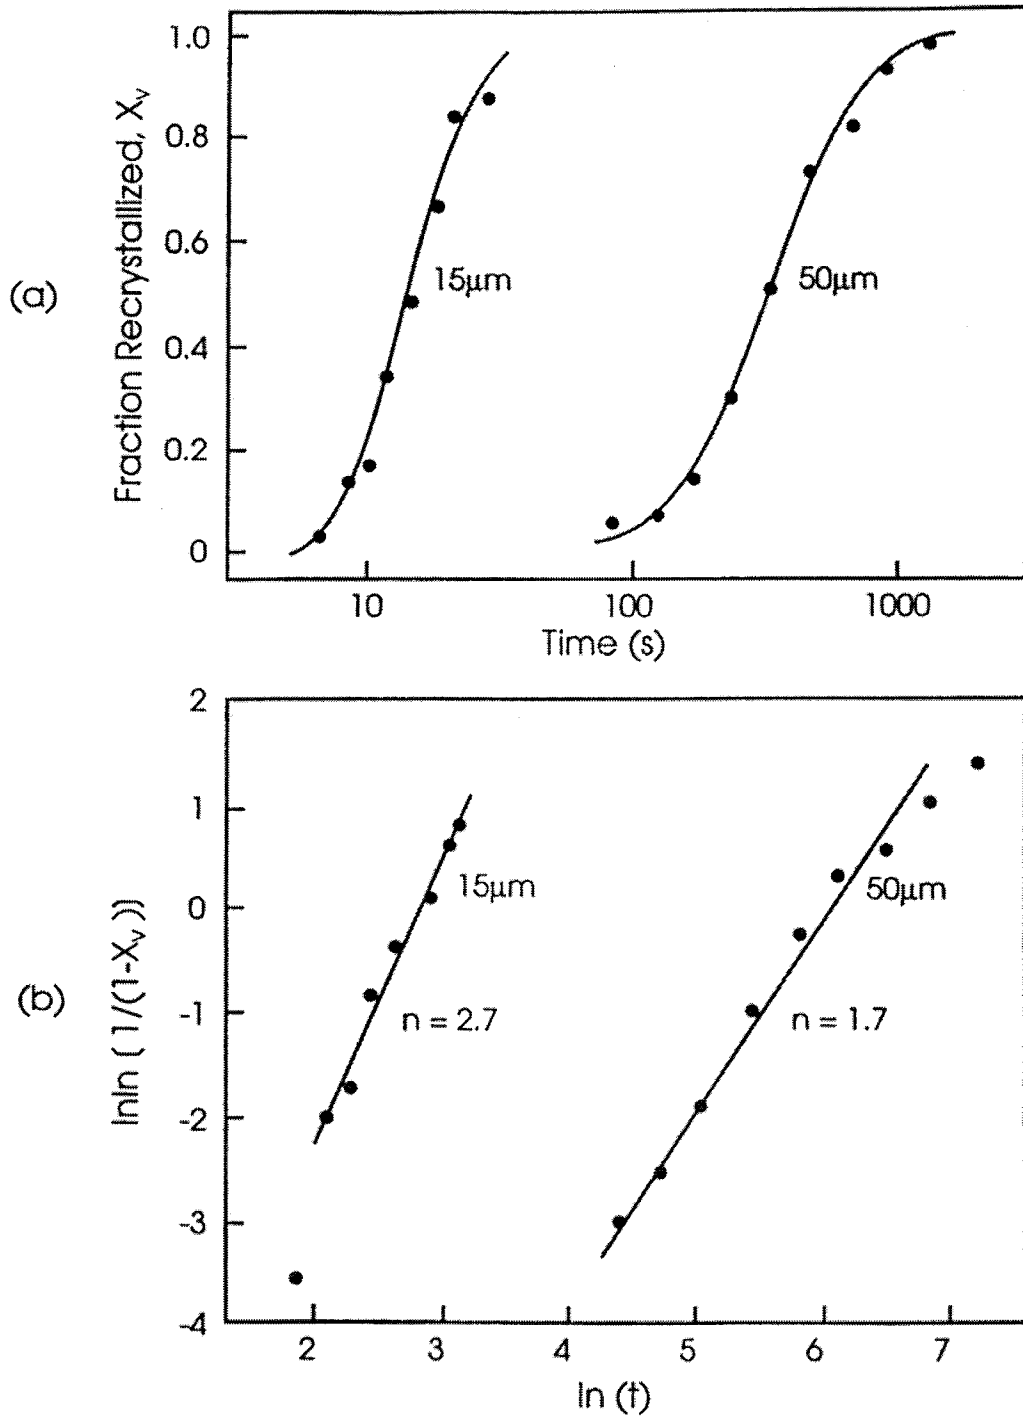 (a)
Fraction Recrystallized, Xv
1.0
0.8
0.6
0.4
0.2
0
15μm
50μm
10
100
1000
Time (s)
(b)
lnln ( 1/(1-Xv ))
2
1
0
-1
-2
-3
-4
15μm
50μm
n = 2.7
n = 1.7
2
3
4
5
6
7
ln (t)